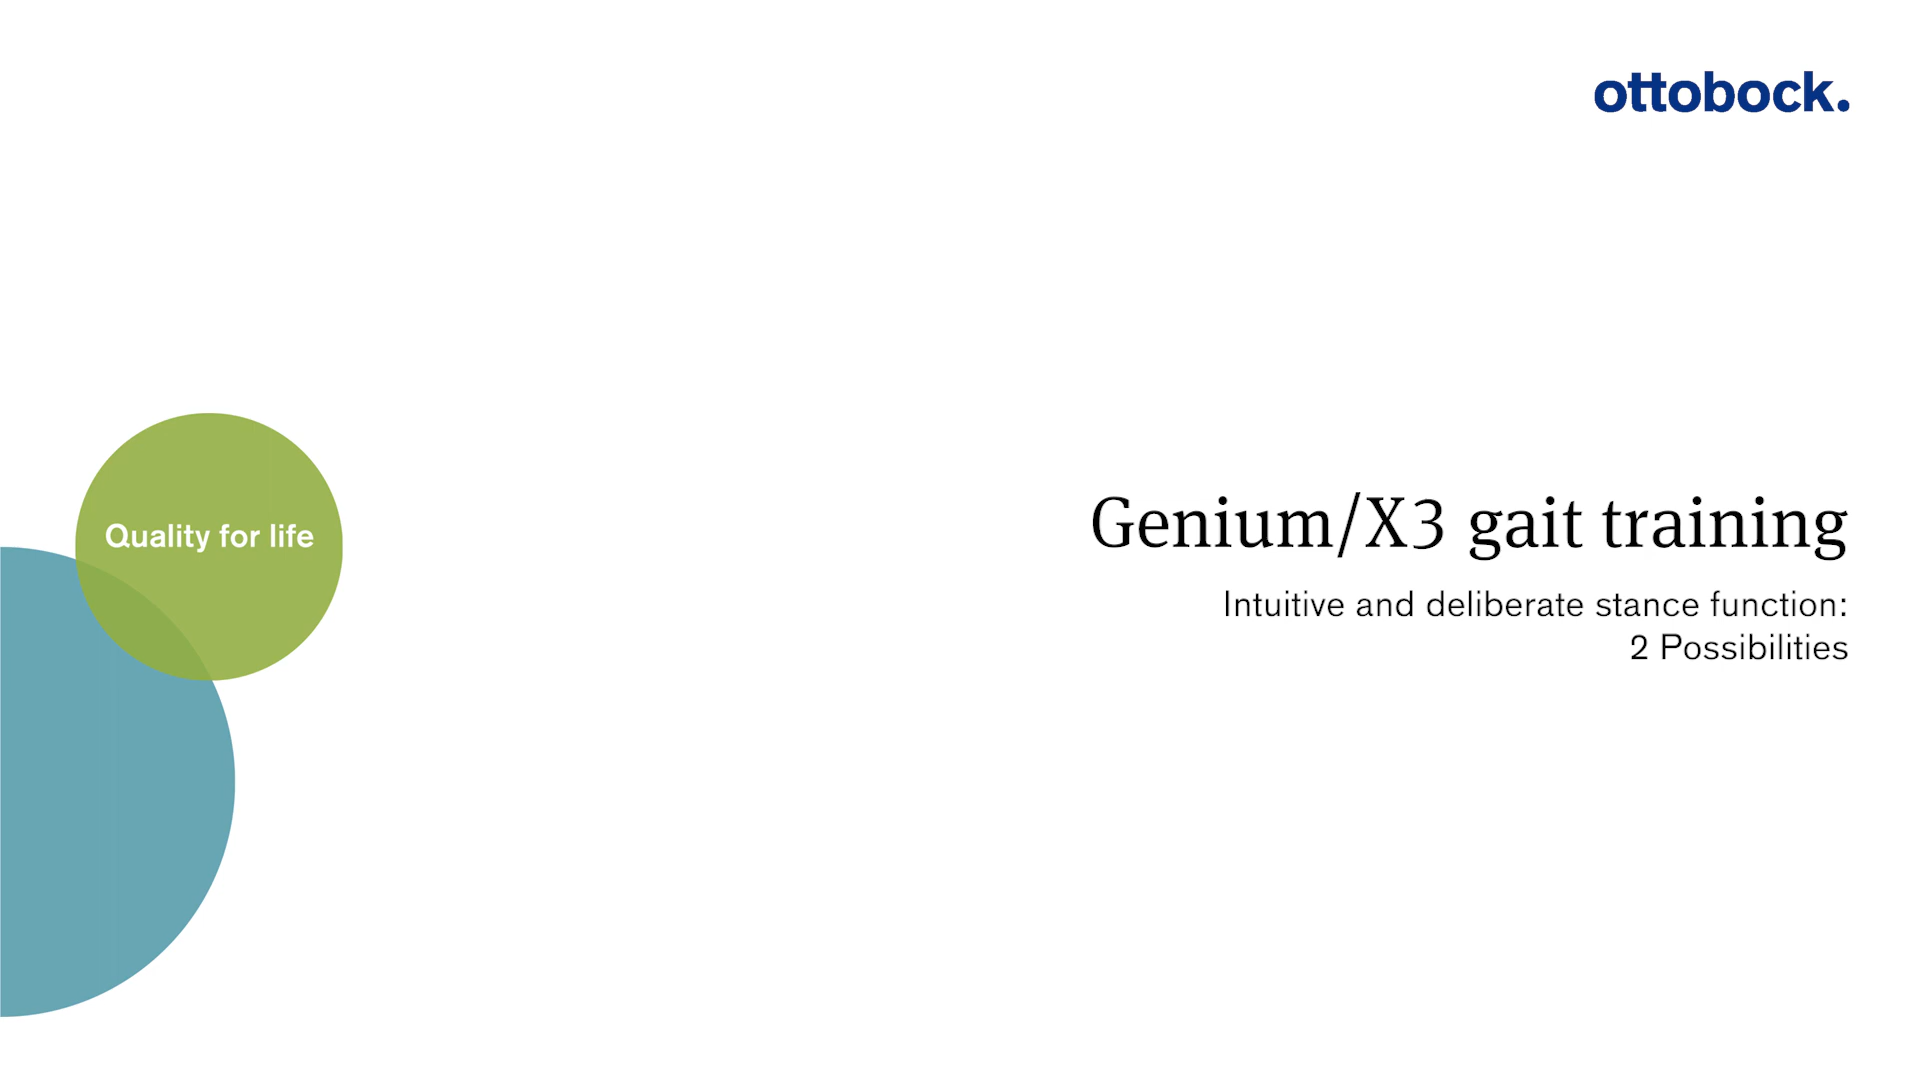 ottobock.
Quality for life
Genium/X3 gait training
Intuitive and deliberate stance function:
2 Possibilities